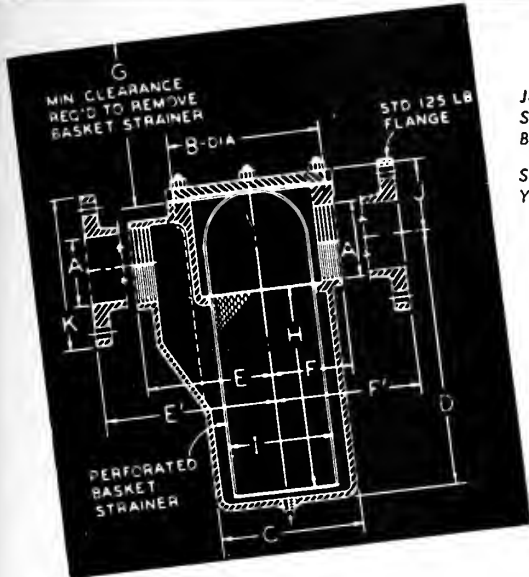 G
MIN. CLEARANCE
REQ'D TO REMOVE
BASKET STRAINER
B-DIA
STD 125 LB
FLANGE
J
A
A
K
H
E
F
E'
F'
D
I
PERFORATED
BASKET
STRAINER
C
S
B
S
Y